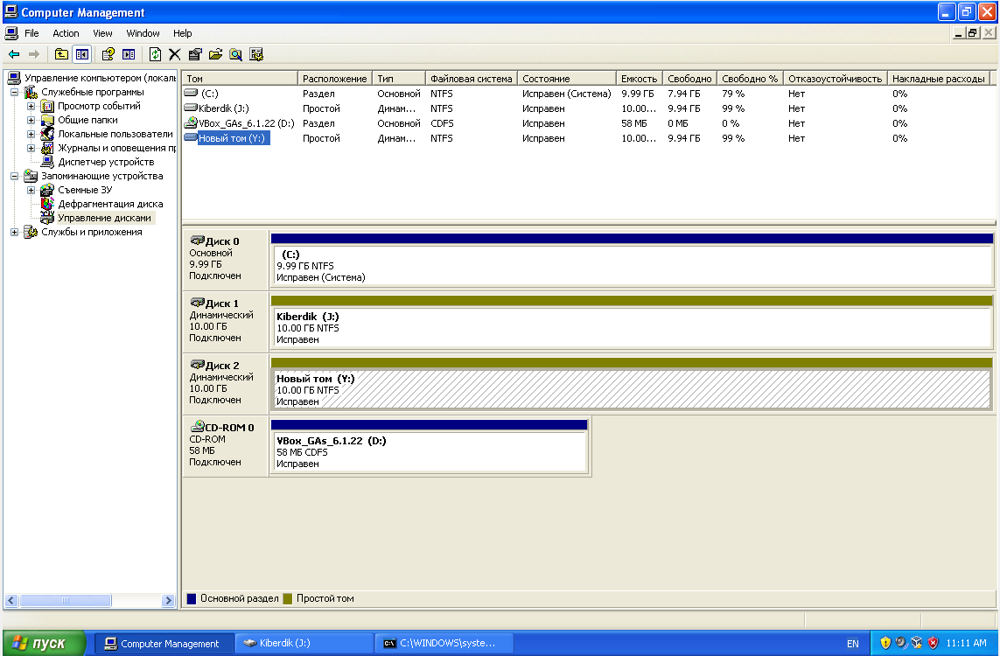 Computer Management
File Action View Window Help
Управление компьютером (локаль
Служебные программы
Просмотр событий
Общие папки
Локальные пользователи
Журналы и оповещения пр
Диспетчер устройств
Запоминающие устройства
Съемные ЗУ
Дефрагментация диска
Управление дисками
Службы и приложения
Том Расположение Тип Файловая система Состояние Емкость Свободно Свободно % Отказоустойчивость Накладные расходы
(C:) Раздел Основной NTFS Исправен (Система) 9.99 ГБ 7.94 ГБ 79 % Нет 0%
Kiberdik (J:) Простой Динам... NTFS Исправен 10.00... 9.94 ГБ 99 % Нет 0%
VBox_GAs_6.1.22 (D:) Раздел Основной CDFS Исправен 58 МБ 0 МБ 0 % Нет 0%
Новый том (Y:) Простой Динам... NTFS Исправен 10.00... 9.94 ГБ 99 % Нет 0%
Диск 0
Основной
9.99 ГБ
Подключен
(C:)
9.99 ГБ NTFS
Исправен (Система)
Диск 1
Динамический
10.00 ГБ
Подключен
Kiberdik (J:)
10.00 ГБ NTFS
Исправен
Диск 2
Динамический
10.00 ГБ
Подключен
Новый том (Y:)
10.00 ГБ NTFS
Исправен
CD-ROM 0
CD-ROM
58 МБ
Подключен
VBox_GAs_6.1.22 (D:)
58 МБ CDFS
Исправен
Основной раздел Простой том
пуск Computer Management Kiberdik (J:) C:\WINDOWS\syste... EN 11:11 AM